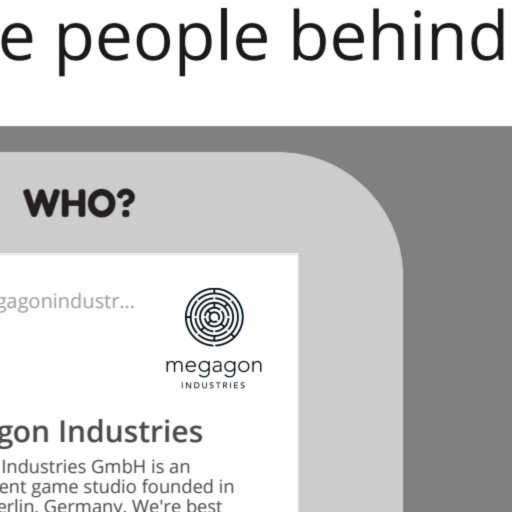 e people behind
WHO?
gagonindustr...
megagon
INDUSTRIES
gon Industries
Industries GmbH is an
ent game studio founded in
erlin, Germany. We're best